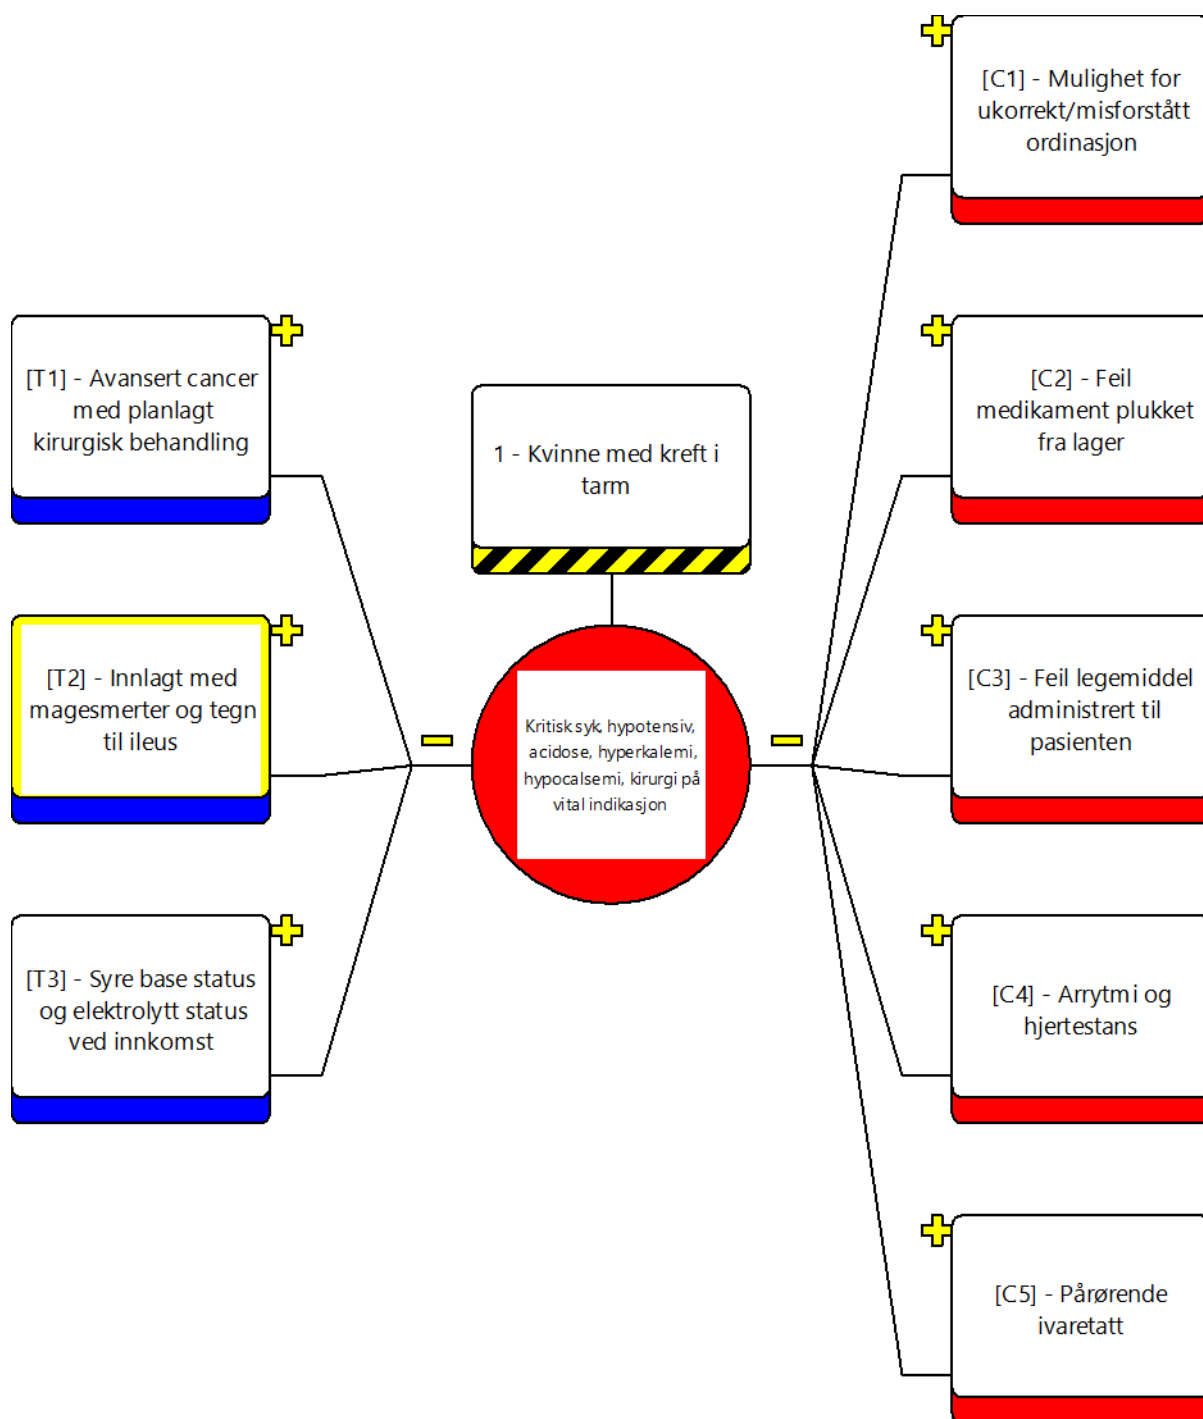 [C1] - Mulighet for
ukorrekt/misforstått
ordinasjon
[T1] - Avansert cancer
med planlagt
kirurgisk behandling
1 - Kvinne med kreft i
tarm
[C2] - Feil
medikament plukket
fra lager
[T2] - Innlagt med
magesmerter og tegn
til ileus
Kritisk syk, hypotensiv,
acidose, hyperkalemi,
hypocalsemi, kirurgi på
vital indikasjon
[C3] - Feil legemiddel
administrert til
pasienten
[T3] - Syre base status
og elektrolytt status
ved innkomst
[C4] - Arrytmi og
hjertestans
[C5] - Pårørende
ivaretatt